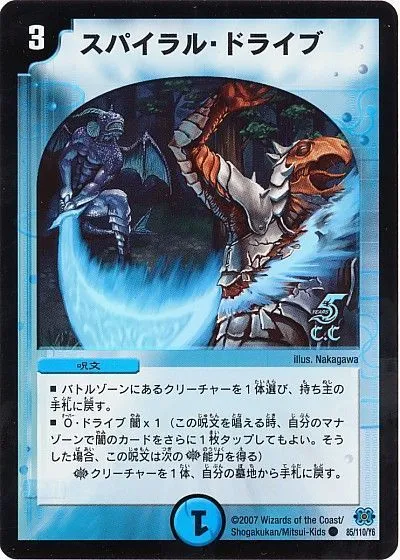 3
スパイラル・ドライブ
5
YEARS
C.C
illus. Nakagawa
呪文
■ バトルゾーンにあるクリーチャーを1体選び、持ち主の
手札に戻す。
■ O・ドライブ 闇x1（この呪文を唱える時、自分のマナ
ゾーンで闇のカードをさらに1枚タップしてもよい。そう
した場合、この呪文は次の能力を得る）
クリーチャーを1体、自分の墓地から手札に戻す。
1
©2007 Wizards of the Coast/
Shogakukan/Mitsui-Kids ● 85/110/Y6